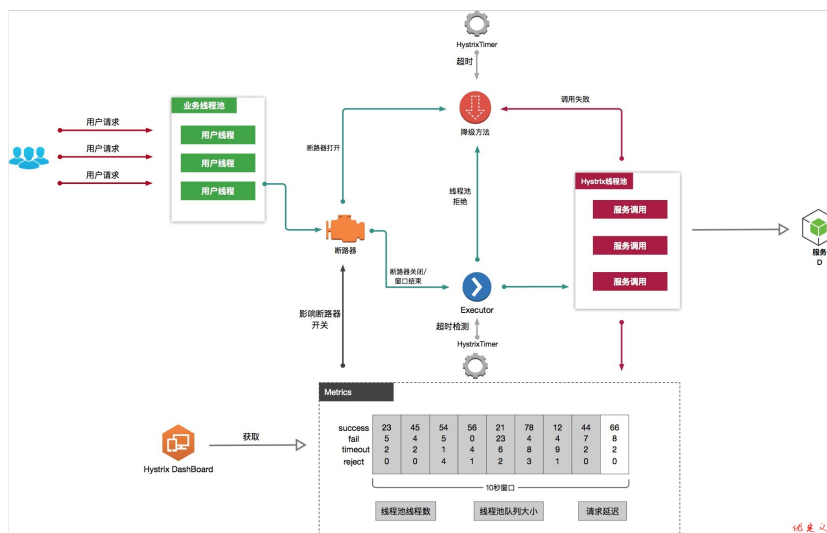 HystrixTimer
超时
业务线程池
调用失败
用户请求
用户线程
降级方法
用户请求
用户线程
断路器打开
用户请求
用户线程
线程池
拒绝
Hystrix线程池
服务调用
服务调用
服务调用
断路器
服务
D
断路器关闭/
窗口结束
Executor
影响断路器
开关
超时检测
HystrixTimer
Metrics
success 23 45 54 56 21 78 12 44 66
fail 5 4 5 0 23 4 4 7 8
timeout 2 2 1 4 6 8 9 2 2
reject 0 0 4 1 2 3 1 0 0
获取
Hystrix DashBoard
10秒窗口
线程池线程数
线程池队列大小
请求延迟